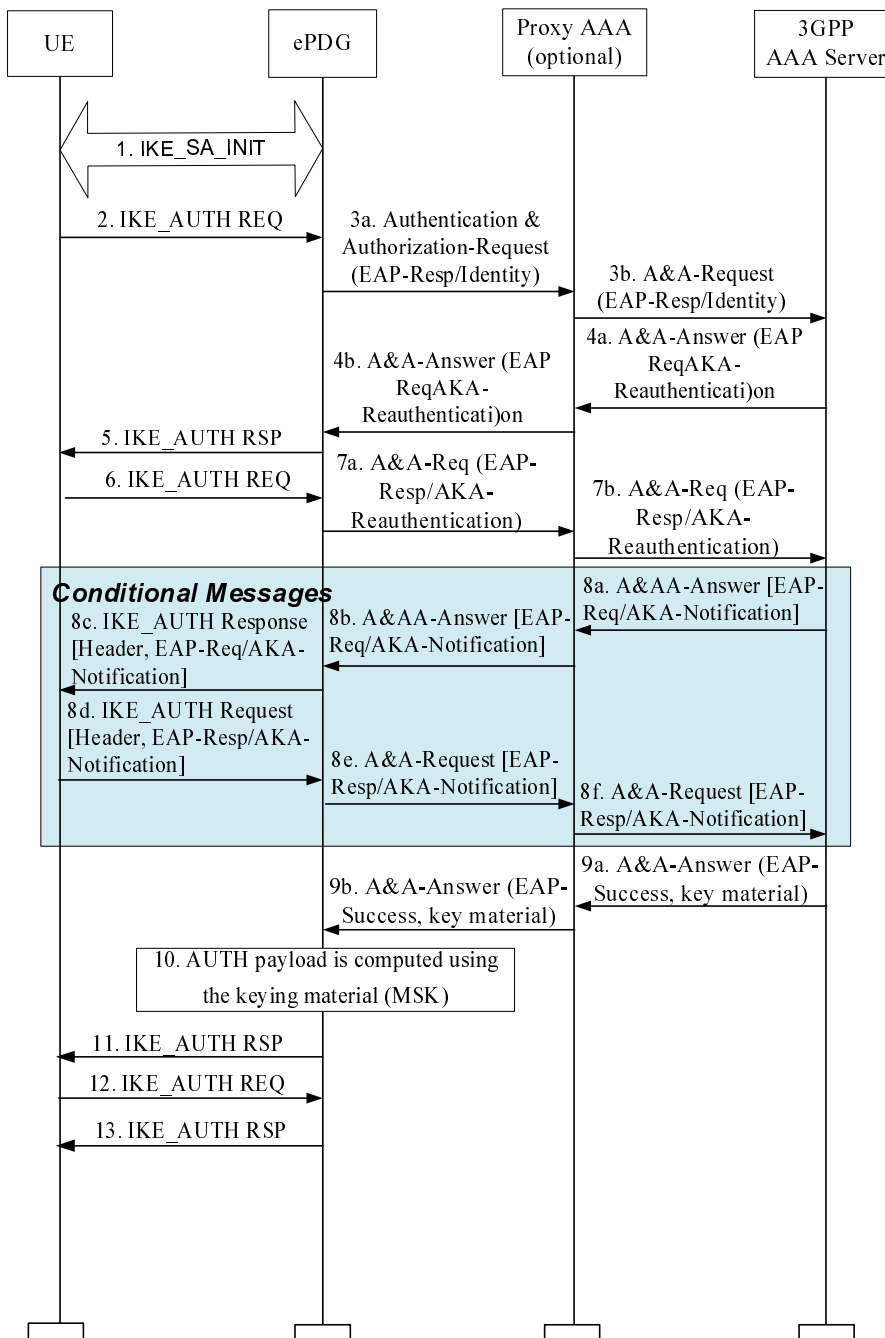 UE
ePDG
Proxy AAA
(optional)
3GPP
AAA Server
1. IKE_SA_INIT
2. IKE_AUTH REQ
3a. Authentication &
Authorization-Request
(EAP-Resp/Identity)
3b. A&A-Request
(EAP-Resp/Identity)
4a. A&A-Answer (EAP
ReqAKA-
Reauthenticati)on
4b. A&A-Answer (EAP
ReqAKA-
Reauthenticati)on
5. IKE_AUTH RSP
6. IKE_AUTH REQ
7a. A&A-Req (EAP-
Resp/AKA-
Reauthentication)
7b. A&A-Req (EAP-
Resp/AKA-
Reauthentication)
Conditional Messages
8a. A&AA-Answer [EAP-
Req/AKA-Notification]
8b. A&AA-Answer [EAP-
Req/AKA-Notification]
8c. IKE_AUTH Response
[Header, EAP-Req/AKA-
Notification]
8d. IKE_AUTH Request
[Header, EAP-Resp/AKA-
Notification]
8e. A&A-Request [EAP-
Resp/AKA-Notification]
8f. A&A-Request [EAP-
Resp/AKA-Notification]
9a. A&A-Answer (EAP-
Success, key material)
9b. A&A-Answer (EAP-
Success, key material)
10. AUTH payload is computed using
the keying material (MSK)
11. IKE_AUTH RSP
12. IKE_AUTH REQ
13. IKE_AUTH RSP